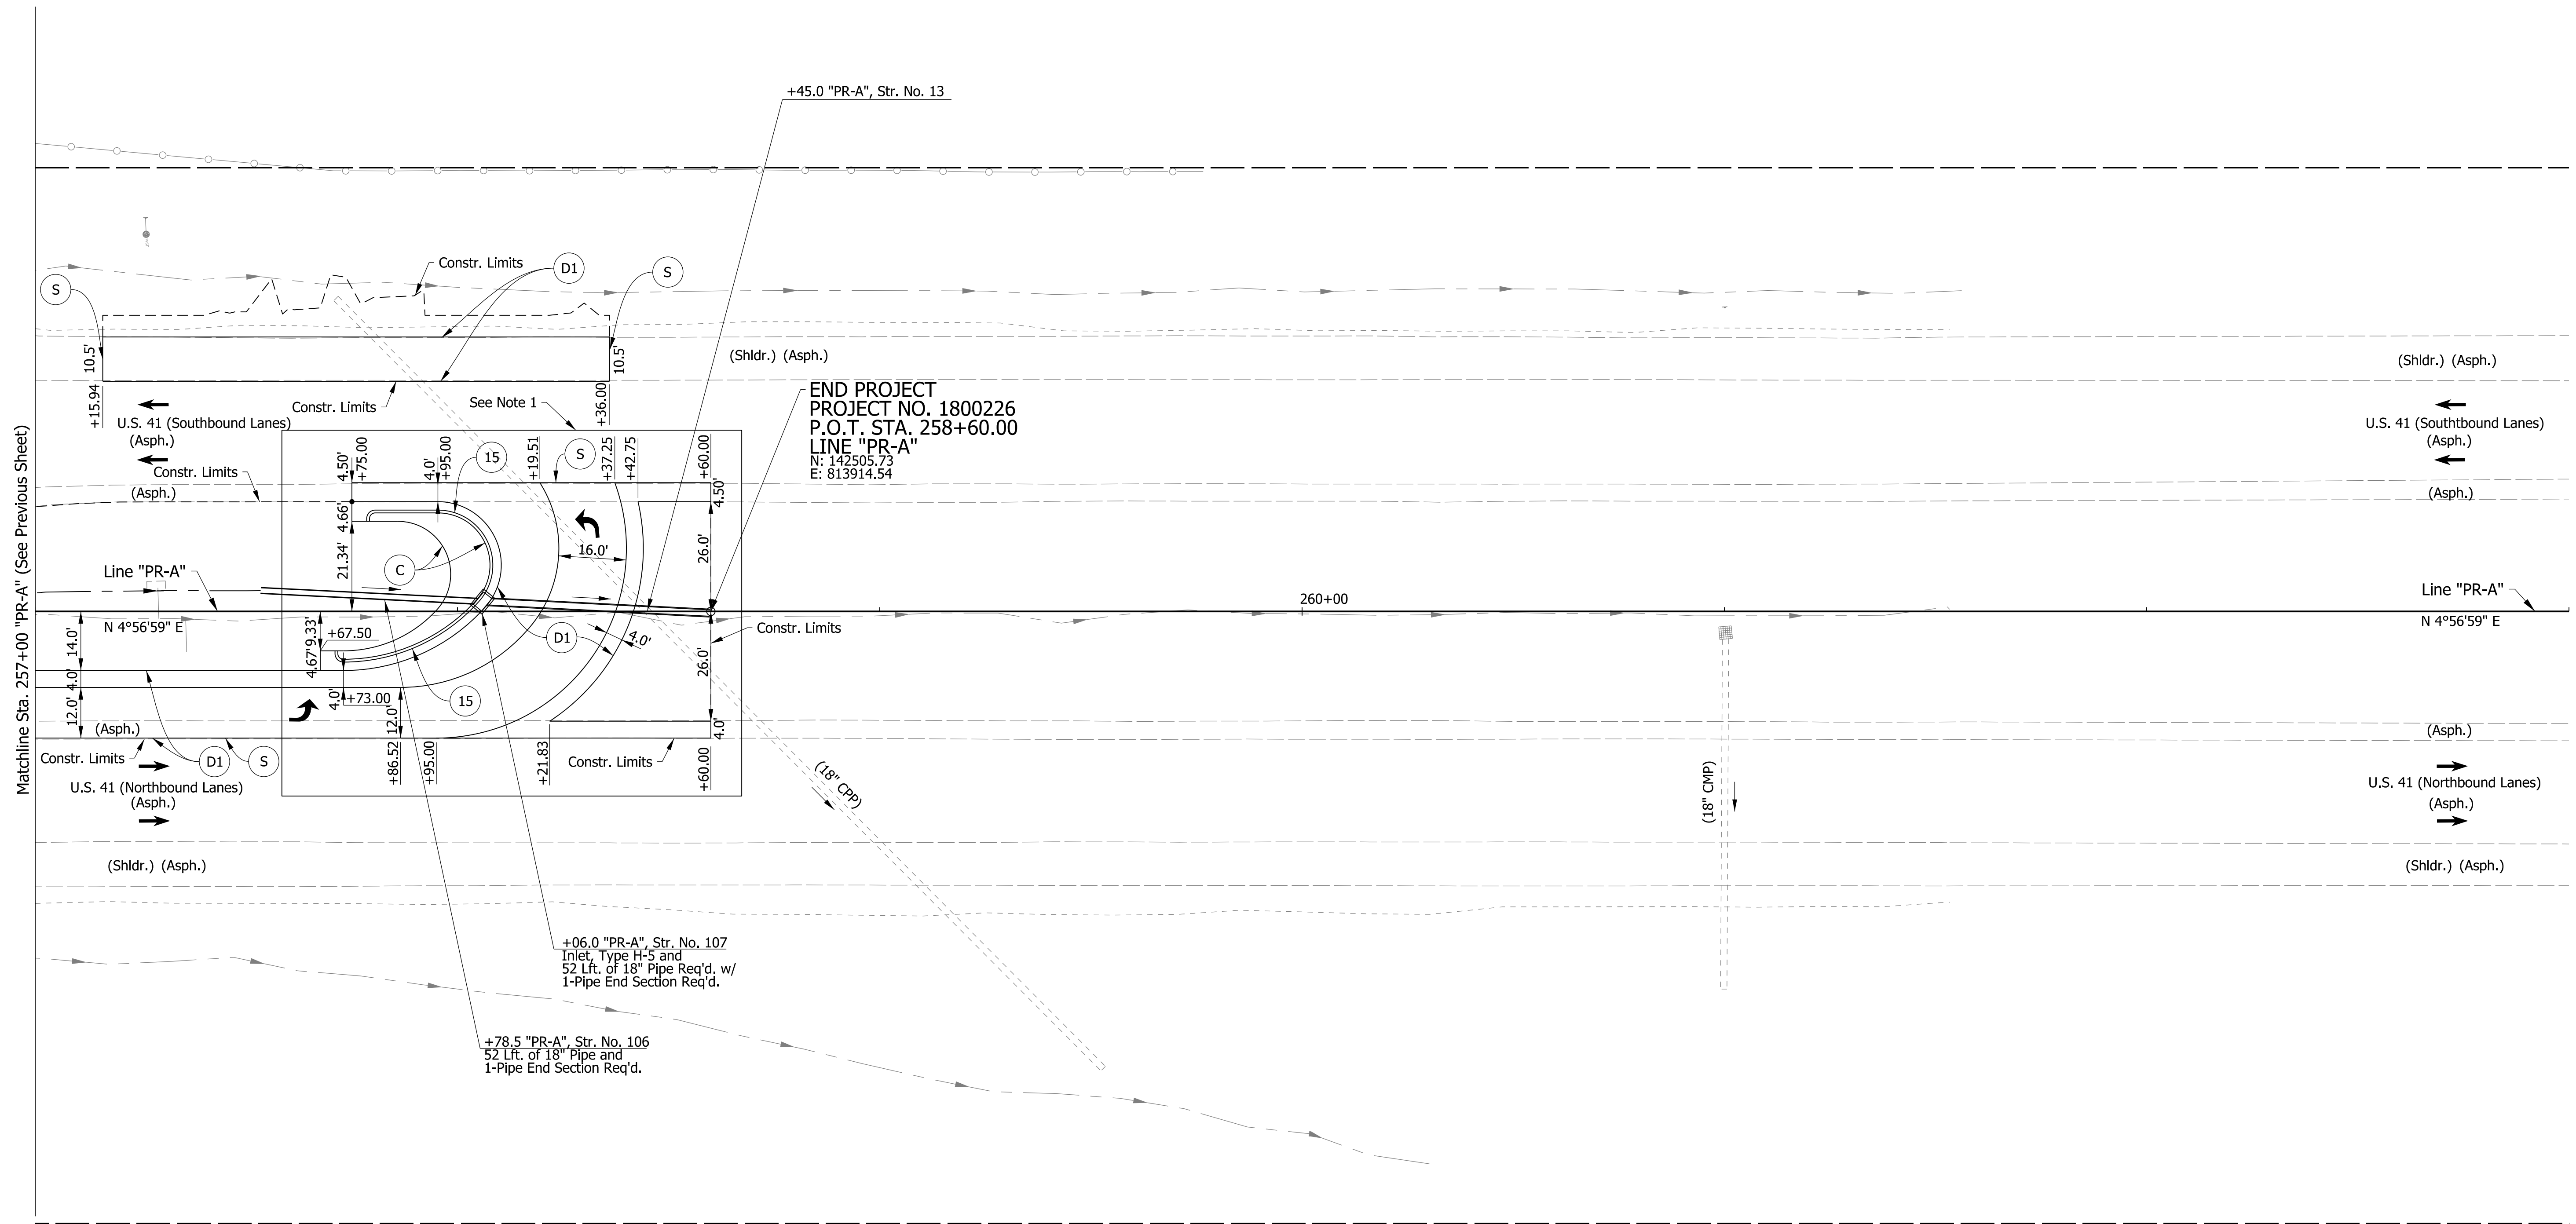 +45.0 "PR-A", Str. No. 13
Constr. Limits
D1
S
S
10.5'
10.5'
(Shldr.) (Asph.)
(Shldr.) (Asph.)
+15.94
+36.00
Constr. Limits
See Note 1
END PROJECT
PROJECT NO. 1800226
P.O.T. STA. 258+60.00
LINE "PR-A"
N: 142505.73
E: 813914.54
U.S. 41 (Southbound Lanes)
(Asph.)
U.S. 41 (Southtbound Lanes)
(Asph.)
Matchline Sta. 257+00 "PR-A" (See Previous Sheet)
Constr. Limits
(Asph.)
4.50'
+75.00
4.0'
+95.00
15
+19.51
S
+37.25
+42.75
+60.00
4.50'
(Asph.)
4.66'
21.34'
C
16.0'
26.0'
Line "PR-A"
260+00
Line "PR-A"
N 4°56'59" E
N 4°56'59" E
14.0'
4.0'
12.0'
9.33'
4.67'
+67.50
D1
4.0'
Constr. Limits
26.0'
4.0'
+73.00
12.0'
15
4.0'
(Asph.)
(Asph.)
Constr. Limits
D1
S
+86.52
+95.00
+21.83
Constr. Limits
+60.00
U.S. 41 (Northbound Lanes)
(Asph.)
(18" CPP)
(18" CMP)
U.S. 41 (Northbound Lanes)
(Asph.)
(Shldr.) (Asph.)
(Shldr.) (Asph.)
+06.0 "PR-A", Str. No. 107
Inlet, Type H-5 and
52 Lft. of 18" Pipe Req'd. w/
1-Pipe End Section Req'd.
+78.5 "PR-A", Str. No. 106
52 Lft. of 18" Pipe and
1-Pipe End Section Req'd.